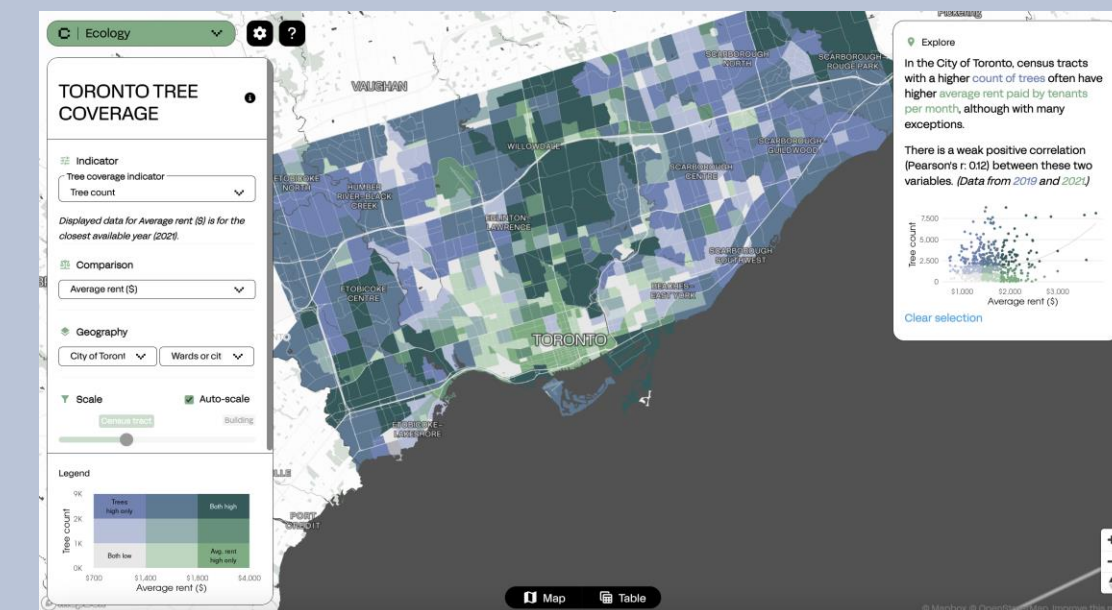 C | Ecology
?
TORONTO TREE
COVERAGE
Indicator
Tree coverage indicator
Tree count
Displayed data for Average rent ($) is for the
closest available year (2021).
Comparison
Average rent ($)
Geography
City of Toront
Wards or cit
Scale
Auto-scale
Census tract
Building
Legend
Tree count
9K
2K
1K
0K
Trees
high only
Both high
Both low
Avg. rent
high only
$700
$1,400
$1,800
$4,000
Average rent ($)
VAUGHAN
SCARBOROUGH
NORTH
SCARBOROUGH
ROUGE PARK
WILLOWDALE
SCARBOROUGH
GUILDWOOD
ETOBICOKE
NORTH
HUMBER
RIVER-BLACK
CREEK
SCARBOROUGH
CENTRE
EGLINTON-
LAWRENCE
SCARBOROUGH
SOUTHWEST
ETOBICOKE
CENTRE
BEACHES-
EAST YORK
TORONTO
ETOBICOKE-
LAKESHORE
PORT
CREDIT
Map
Table
Explore
In the City of Toronto, census tracts
with a higher count of trees often have
higher average rent paid by tenants
per month, although with many
exceptions.
There is a weak positive correlation
(Pearson's r: 0.12) between these two
variables. (Data from 2019 and 2021.)
Tree count
7,500
5,000
2,500
0
$1,000
$2,000
$3,000
Average rent ($)
Clear selection
+
−